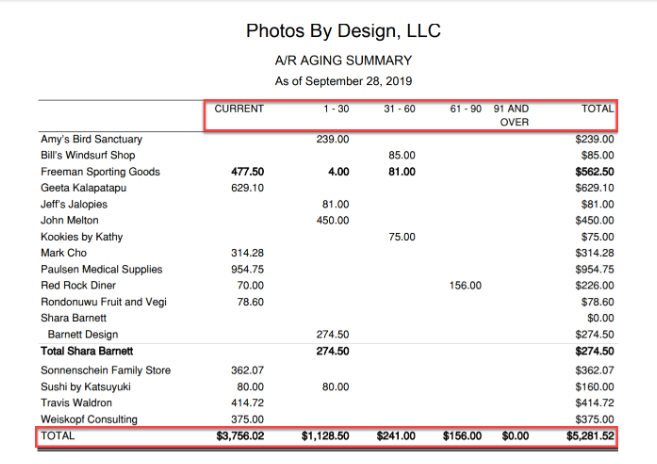 Photos By Design, LLC
A/R AGING SUMMARY
As of September 28, 2019
CURRENT 1 - 30 31 - 60 61 - 90 91 AND OVER TOTAL
Amy's Bird Sanctuary 239.00 $239.00
Bill's Windsurf Shop 85.00 $85.00
Freeman Sporting Goods 477.50 4.00 81.00 $562.50
Geeta Kalapatapu 629.10 $629.10
Jeff's Jalopies 81.00 $81.00
John Melton 450.00 $450.00
Kookies by Kathy 75.00 $75.00
Mark Cho 314.28 $314.28
Paulsen Medical Supplies 954.75 $954.75
Red Rock Diner 70.00 156.00 $226.00
Rondonuwu Fruit and Vegi 78.60 $78.60
Shara Barnett $0.00
Barnett Design 274.50 $274.50
Total Shara Barnett 274.50 $274.50
Sonnenschein Family Store 362.07 $362.07
Sushi by Katsuyuki 80.00 80.00 $160.00
Travis Waldron 414.72 $414.72
Weiskopf Consulting 375.00 $375.00
TOTAL $3,756.02 $1,128.50 $241.00 $156.00 $0.00 $5,281.52